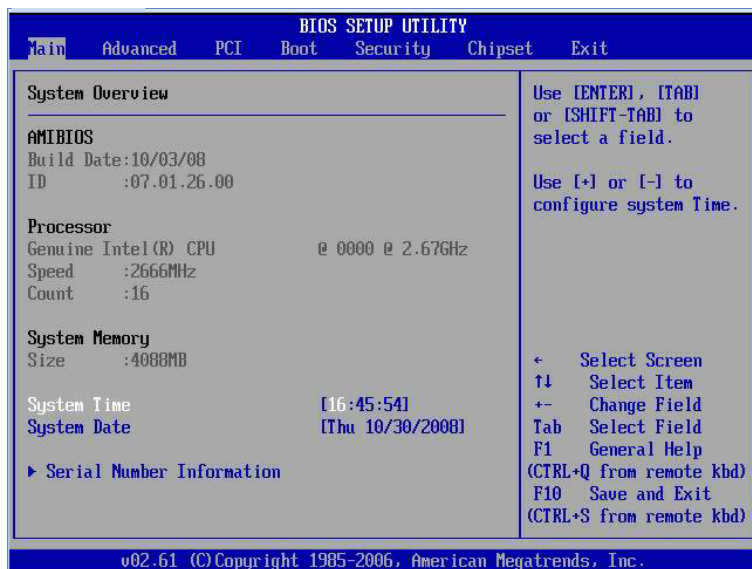 BIOS SETUP UTILITY
Main Advanced PCI Boot Security Chipset Exit
System Overview
AMIBIOS
Build Date:10/03/08
ID :07.01.26.00
Processor
Genuine Intel(R) CPU @ 0000 @ 2.67GHz
Speed :2666MHz
Count :16
System Memory
Size :4088MB
System Time [16:45:54]
System Date [Thu 10/30/2008]
▶ Serial Number Information
Use [ENTER], [TAB]
or [SHIFT-TAB] to
select a field.
Use [+] or [-] to
configure system Time.
← Select Screen
↑↓ Select Item
+- Change Field
Tab Select Field
F1 General Help
(CTRL+Q from remote kbd)
F10 Save and Exit
(CTRL+S from remote kbd)
v02.61 (C)Copyright 1985-2006, American Megatrends, Inc.